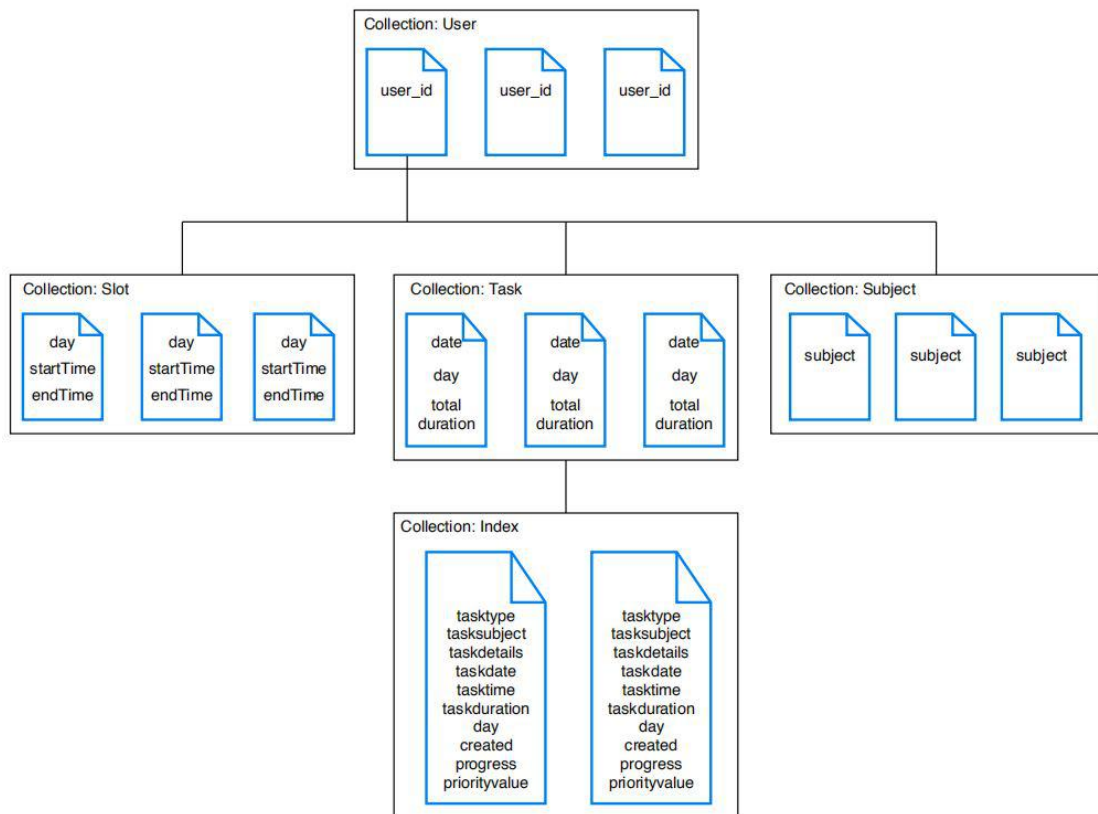 Collection: User
user_id
user_id
user_id
Collection: Slot
day
startTime
endTime
day
startTime
endTime
day
startTime
endTime
Collection: Task
date
day
total
duration
date
day
total
duration
date
day
total
duration
Collection: Subject
subject
subject
subject
Collection: Index
tasktype
tasksubject
taskdetails
taskdate
tasktime
taskduration
day
created
progress
priorityvalue
tasktype
tasksubject
taskdetails
taskdate
tasktime
taskduration
day
created
progress
priorityvalue